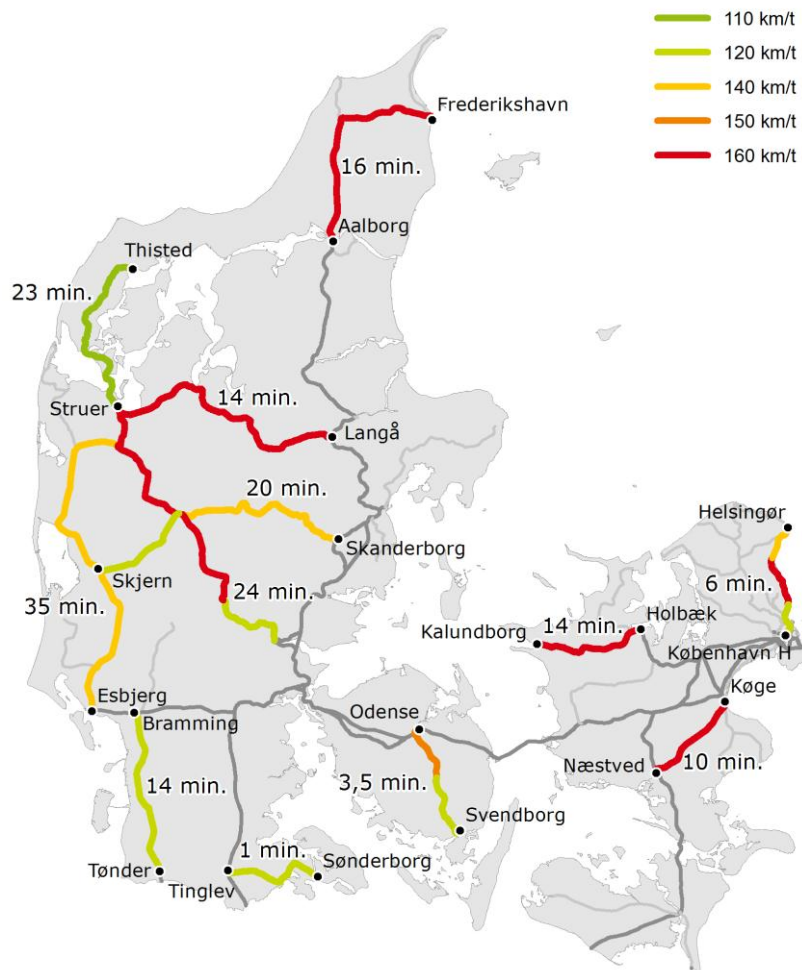 110 km/t
120 km/t
140 km/t
150 km/t
160 km/t
Frederikshavn
16 min.
Aalborg
Thisted
23 min.
14 min.
Struer
Langå
20 min.
Helsingør
Skanderborg
Skjern
24 min.
6 min.
35 min.
Holbæk
Kalundborg
14 min.
København H
Esbjerg
Køge
Bramming
Odense
Næstved
10 min.
14 min.
3,5 min.
Svendborg
1 min.
Sønderborg
Tønder
Tinglev